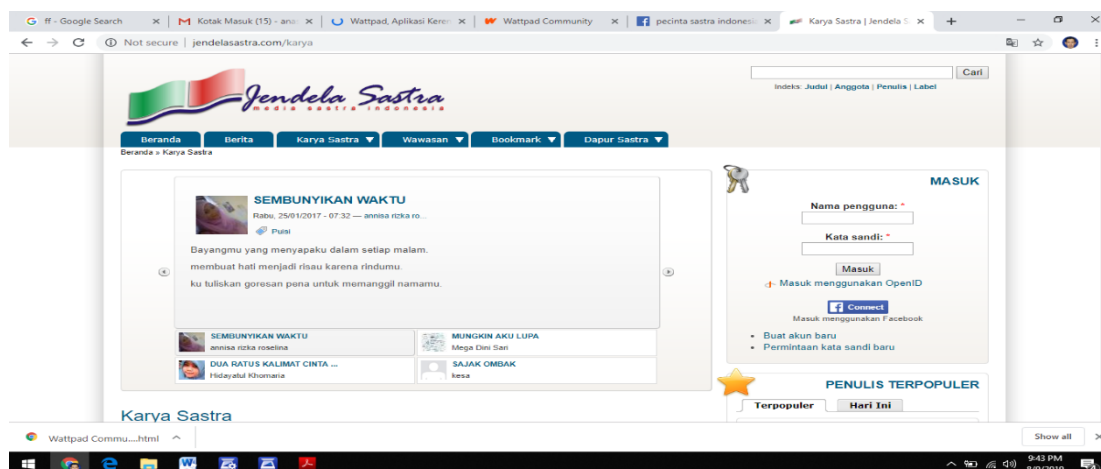 ff - Google Search
Kotak Masuk (15) - ana
Wattpad, Aplikasi Keren
Wattpad Community
pecinta sastra indonesi
Karya Sastra | Jendela S
Not secure | jendelasastra.com/karya
Jendela Sastra
media sastra indonesia
Cari
Indeks: Judul | Anggota | Penulis | Label
Beranda Berita Karya Sastra Wawasan Bookmark Dapur Sastra
Beranda » Karya Sastra
SEMBUNYIKAN WAKTU
Rabu, 25/01/2017 - 07:32 — annisa rizka ro...
Puisi
Bayangmu yang menyapaku dalam setiap malam.
membuat hati menjadi risau karena rindumu.
ku tuliskan goresan pena untuk memanggil namamu.
SEMBUNYIKAN WAKTU
annisa rizka roselina
MUNGKIN AKU LUPA
Mega Dini Sari
DUA RATUS KALIMAT CINTA ...
Hidayatul Khomaria
SAJAK OMBAK
kesa
Karya Sastra
MASUK
Nama pengguna: *
Kata sandi: *
Masuk
Masuk menggunakan OpenID
Connect
Masuk menggunakan Facebook
Buat akun baru
Permintaan kata sandi baru
PENULIS TERPOPULER
Terpopuler Hari Ini
Wattpad Commu....html
Show all
9:43 PM